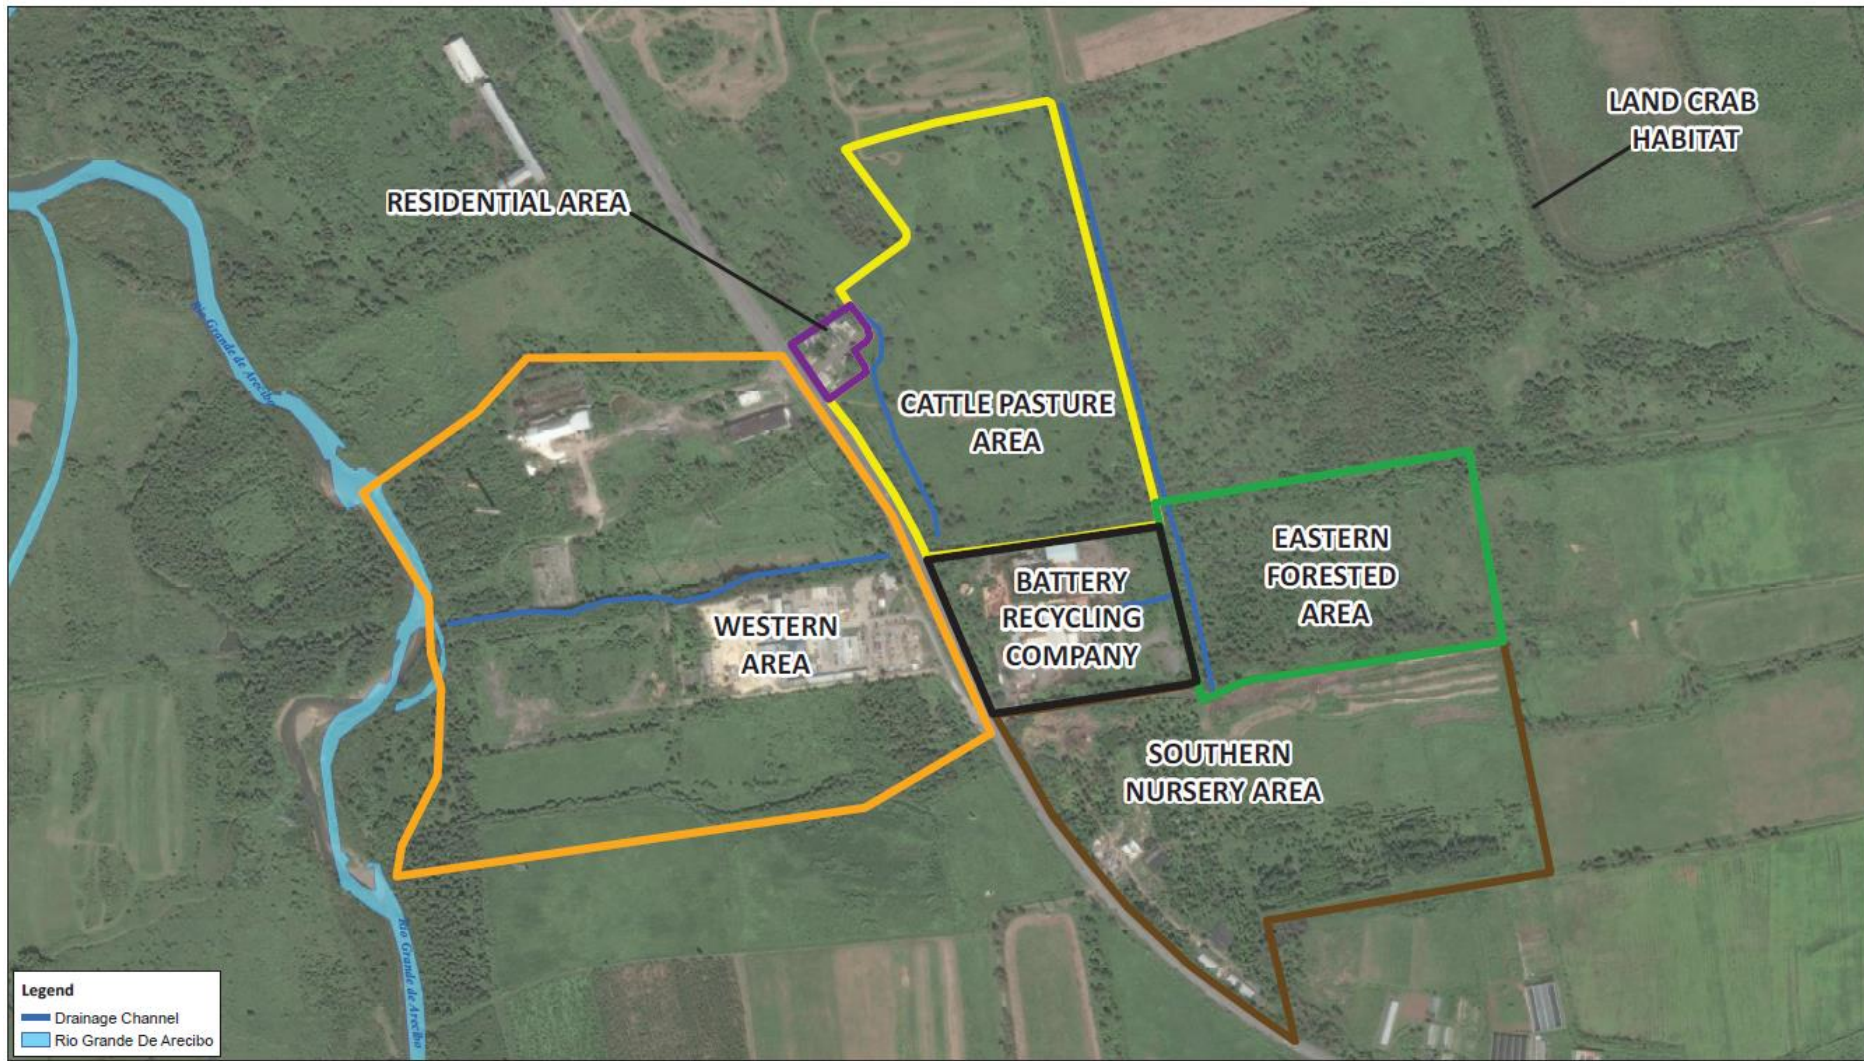 LAND CRAB
HABITAT
RESIDENTIAL AREA
Rio Grande de Arecibo
CATTLE PASTURE
AREA
EASTERN
FORESTED
AREA
BATTERY
RECYCLING
COMPANY
WESTERN
AREA
SOUTHERN
NURSERY AREA
Rio Grande de Arecibo
Legend
Drainage Channel
Rio Grande De Arecibo